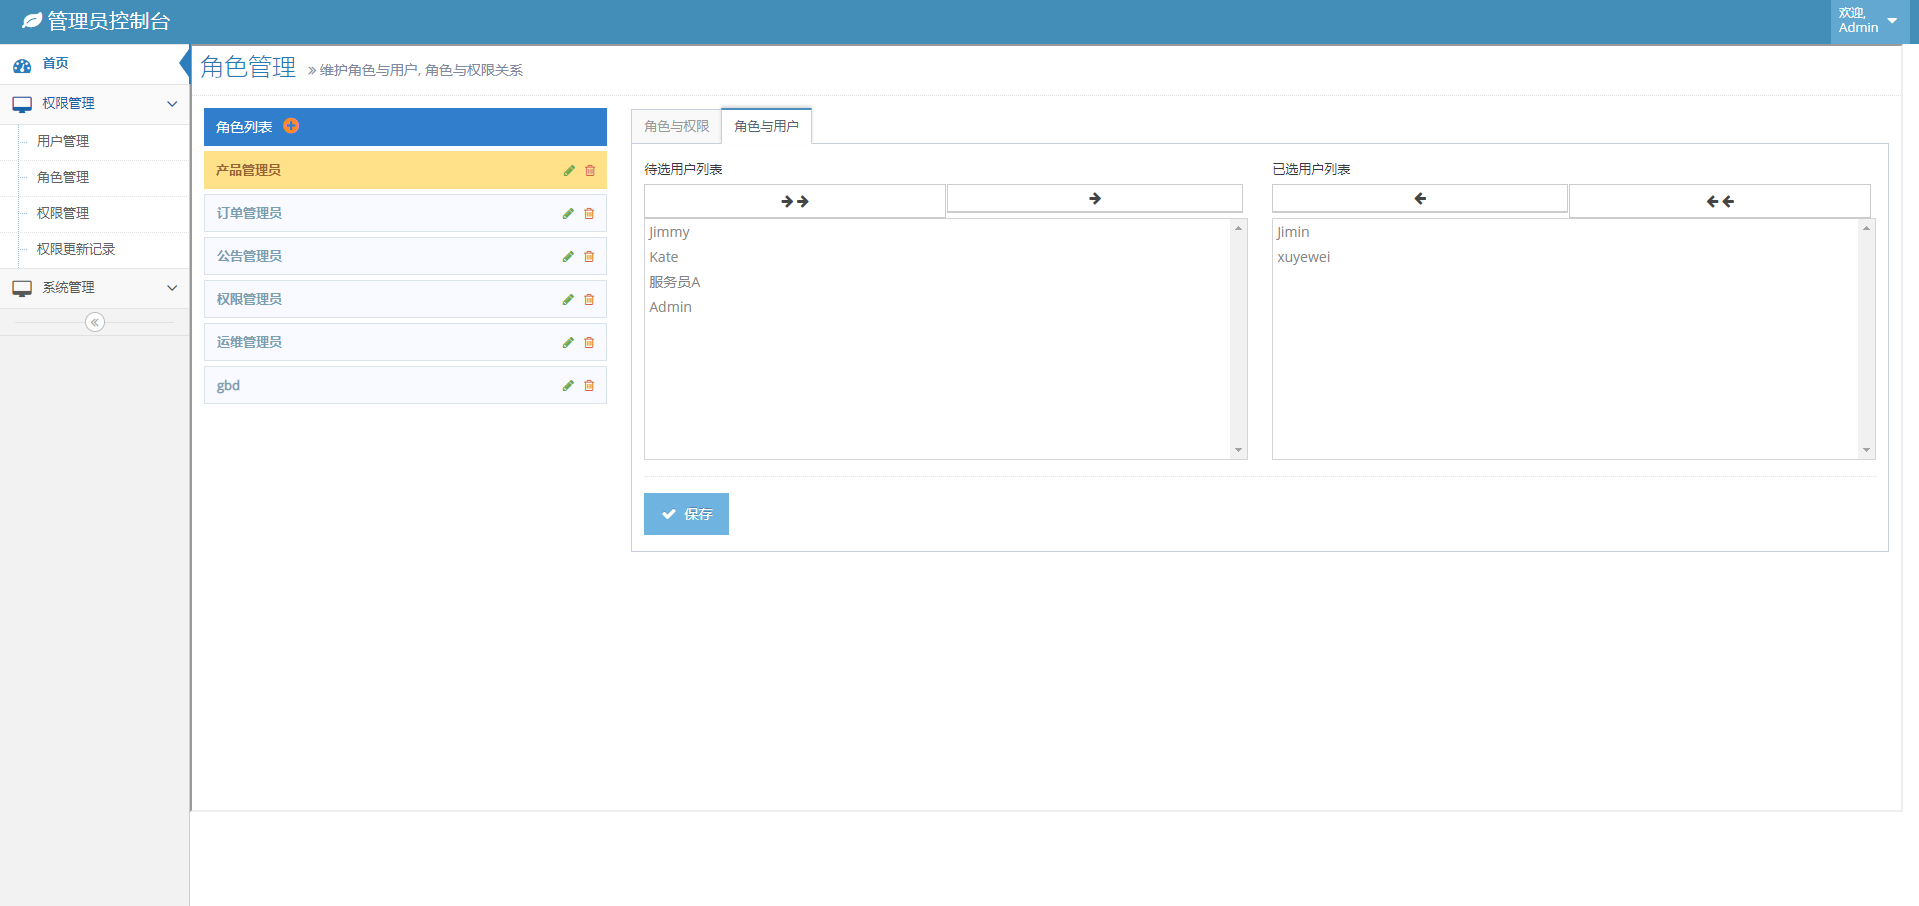 管理员控制台
欢迎,
Admin
首页
权限管理
用户管理
角色管理
权限管理
权限更新记录
系统管理
角色管理 » 维护角色与用户, 角色与权限关系
角色列表
产品管理员
订单管理员
公告管理员
权限管理员
运维管理员
gbd
角色与权限 角色与用户
待选用户列表
Jimmy
Kate
服务员A
Admin
已选用户列表
Jimin
xuyewei
保存